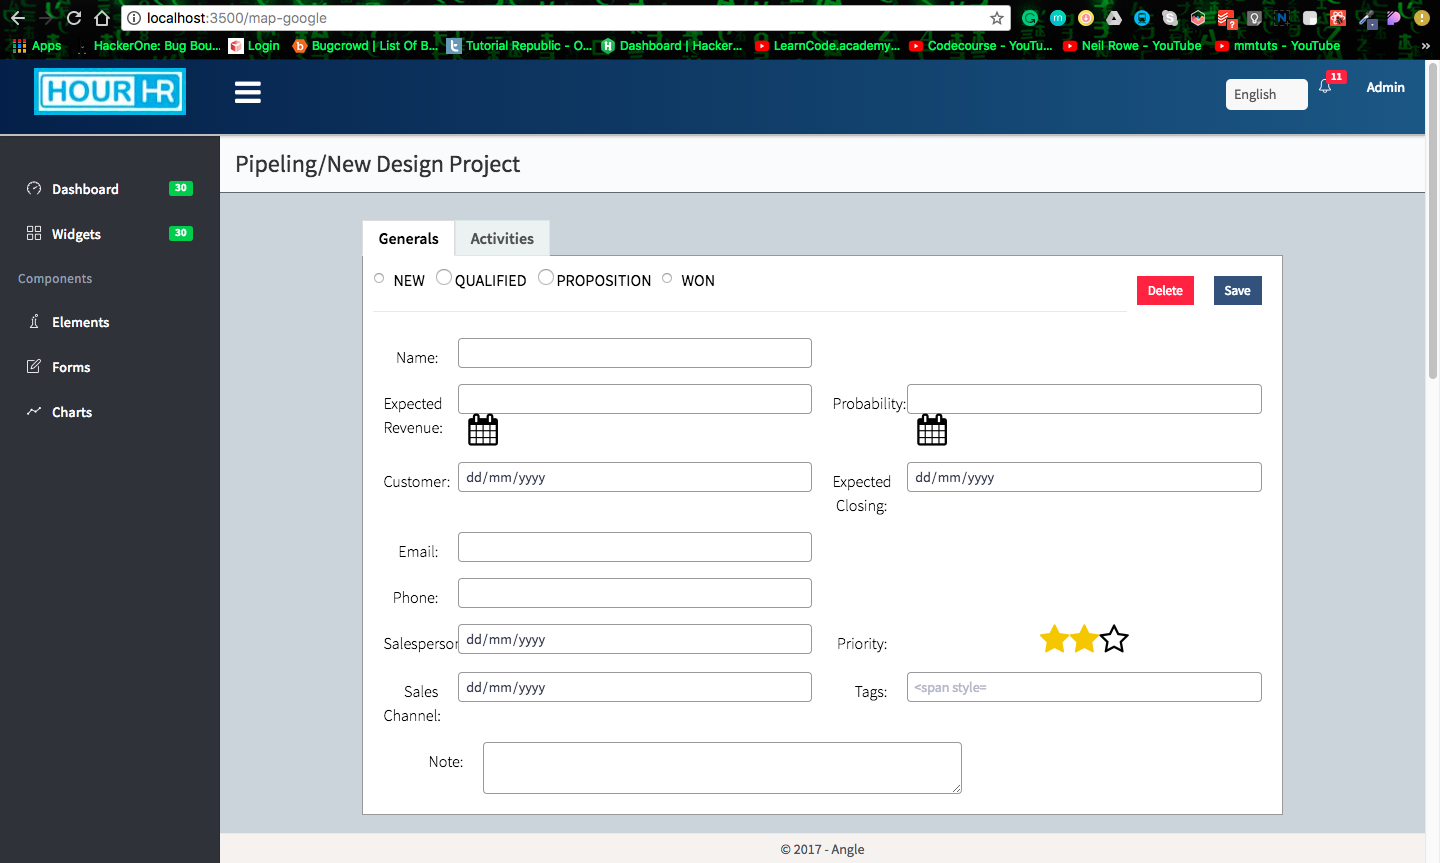 localhost:3500/map-google
Apps HackerOne: Bug Bou... Login Bugcrowd | List Of B... Tutorial Republic - O... Dashboard | Hacker... LearnCode.academy... Codecourse - YouTu... Neil Rowe - YouTube mmtuts - YouTube »
HOUR HR
English
11
Admin
Pipeling/New Design Project
Dashboard 30
Widgets 30
Components
Elements
Forms
Charts
Generals Activities
NEW QUALIFIED PROPOSITION WON
Delete Save
Name:
Expected Revenue:
Probability:
Customer: dd/mm/yyyy
Expected Closing: dd/mm/yyyy
Email:
Phone:
Salesperson dd/mm/yyyy
Priority:
Sales Channel: dd/mm/yyyy
Tags: <span style=
Note:
© 2017 - Angle